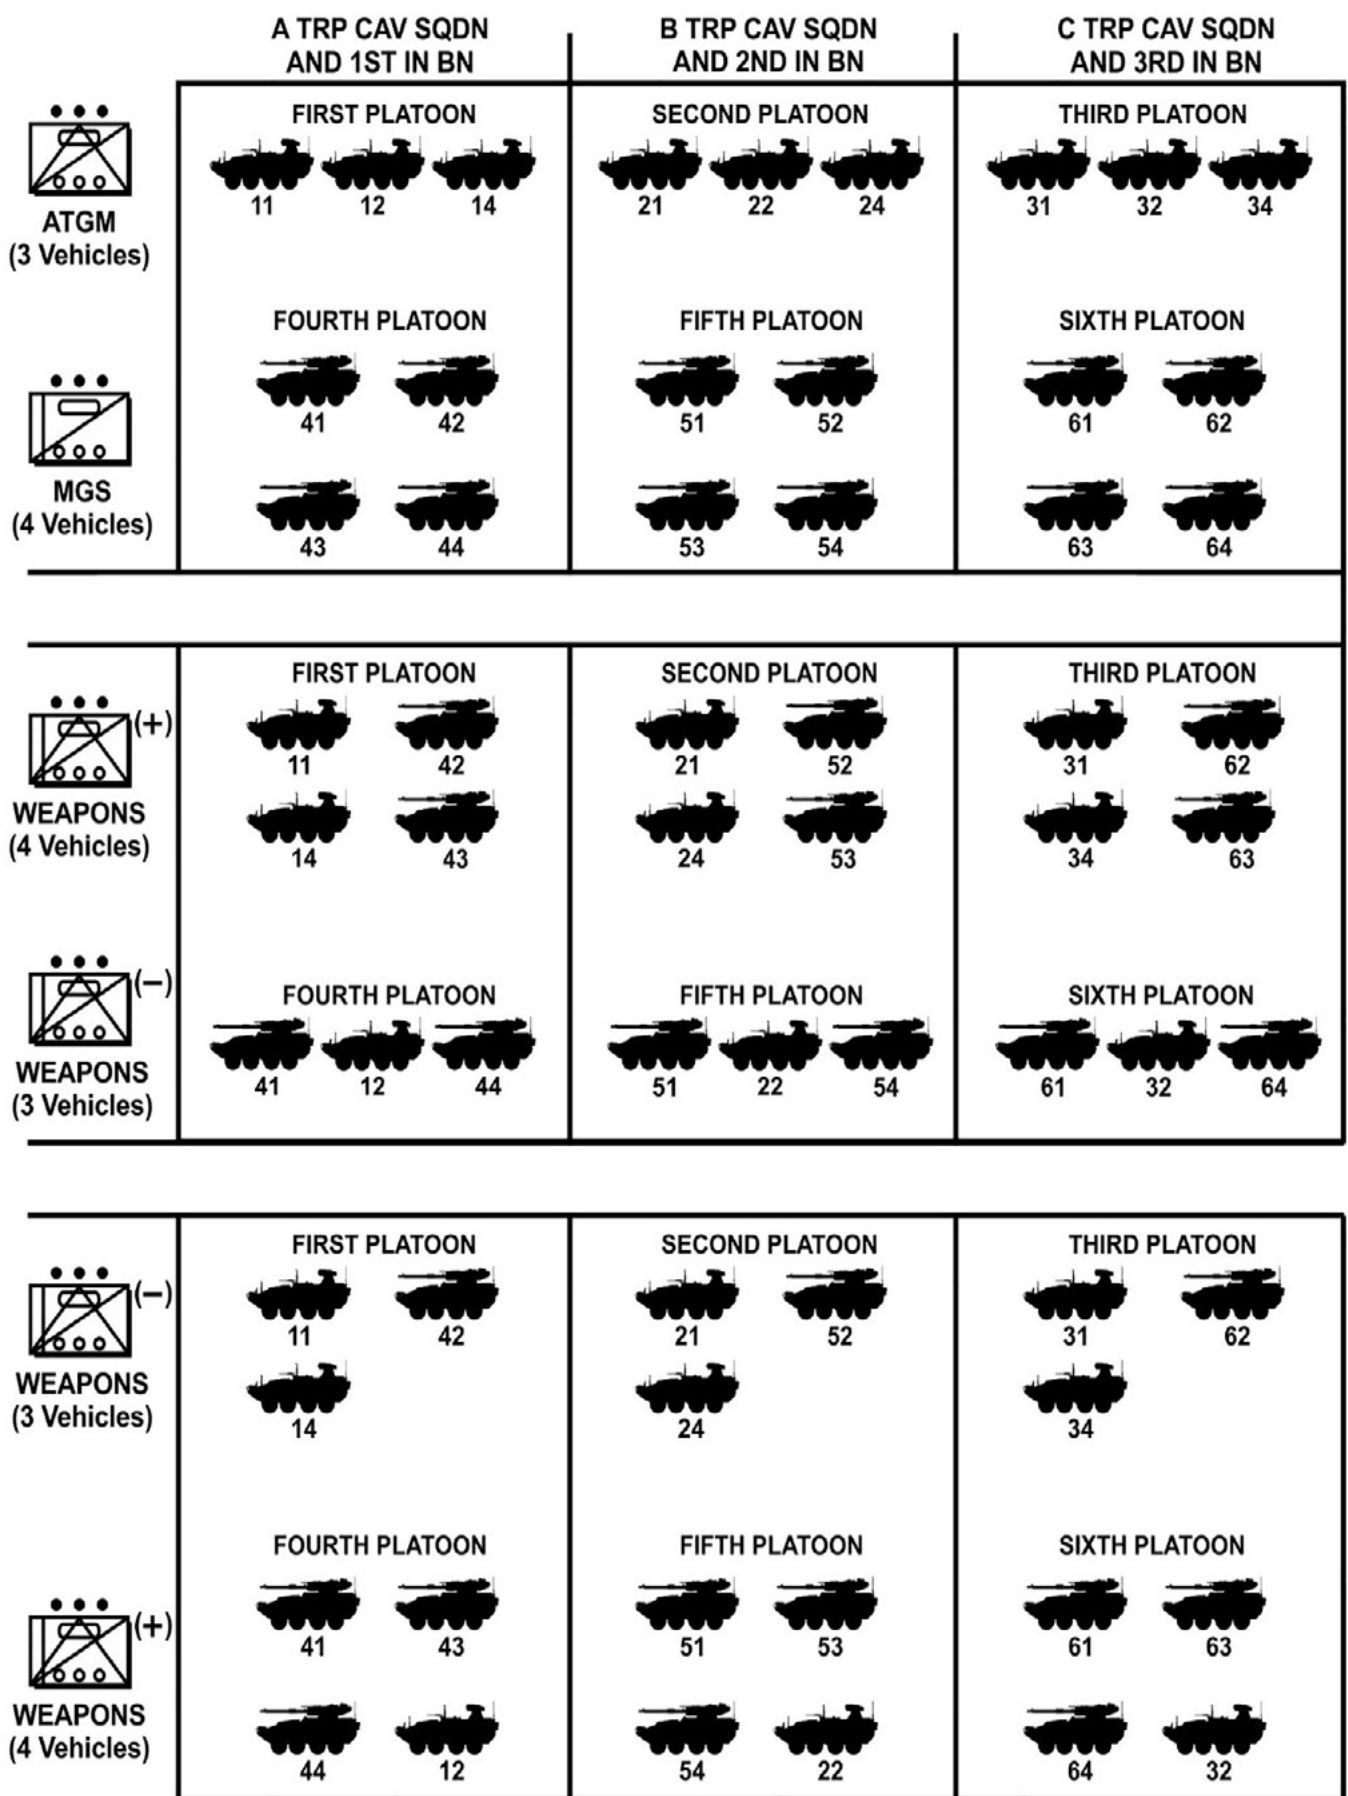 A TRP CAV SQDN
AND 1ST IN BN
B TRP CAV SQDN
AND 2ND IN BN
C TRP CAV SQDN
AND 3RD IN BN
ATGM
(3 Vehicles)
FIRST PLATOON
11 12 14
SECOND PLATOON
21 22 24
THIRD PLATOON
31 32 34
MGS
(4 Vehicles)
FOURTH PLATOON
41 42
43 44
FIFTH PLATOON
51 52
53 54
SIXTH PLATOON
61 62
63 64
(+)
WEAPONS
(4 Vehicles)
FIRST PLATOON
11 42
14 43
SECOND PLATOON
21 52
24 53
THIRD PLATOON
31 62
34 63
(−)
WEAPONS
(3 Vehicles)
FOURTH PLATOON
41 12 44
FIFTH PLATOON
51 22 54
SIXTH PLATOON
61 32 64
(−)
WEAPONS
(3 Vehicles)
FIRST PLATOON
11 42
14
SECOND PLATOON
21 52
24
THIRD PLATOON
31 62
34
(+)
WEAPONS
(4 Vehicles)
FOURTH PLATOON
41 43
44 12
FIFTH PLATOON
51 53
54 22
SIXTH PLATOON
61 63
64 32